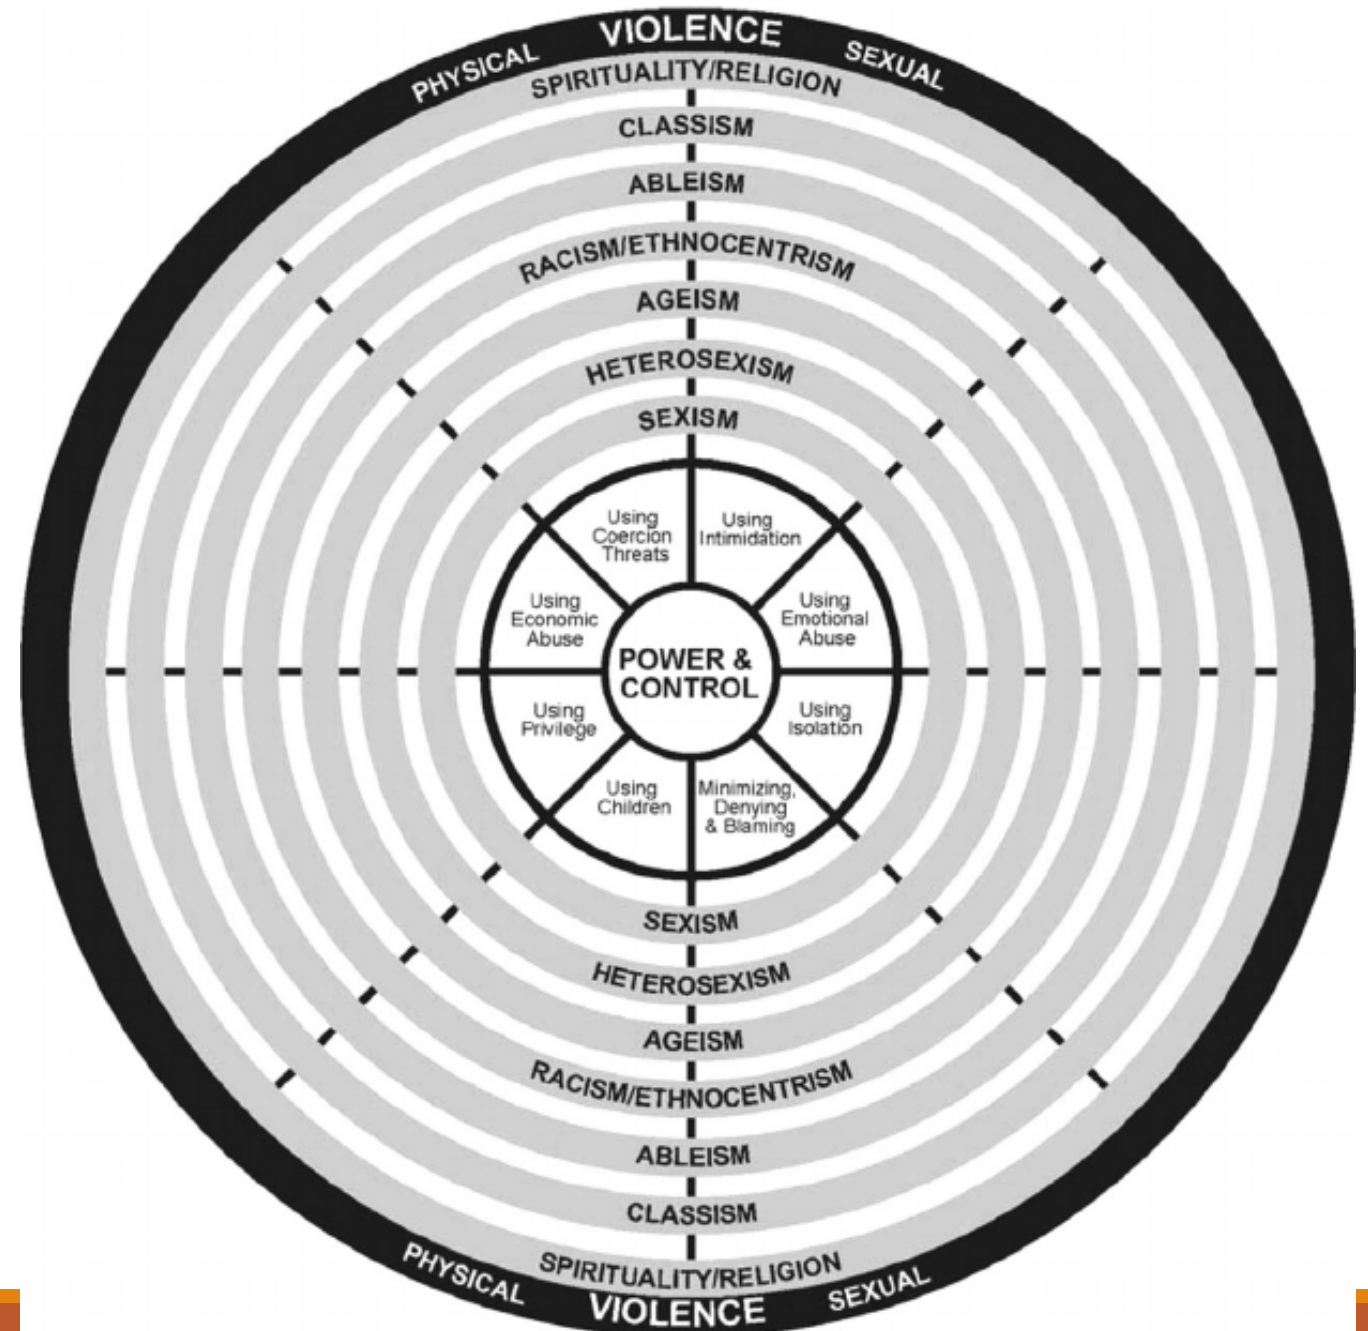 VIOLENCE
PHYSICAL
SEXUAL
SPIRITUALITY/RELIGION
CLASSISM
ABLEISM
RACISM/ETHNOCENTRISM
AGEISM
HETEROSEXISM
SEXISM
Using
Coercion
Threats
Using
Intimidation
Using
Economic
Abuse
Using
Emotional
Abuse
POWER &
CONTROL
Using
Privilege
Using
Isolation
Using
Children
Minimizing,
Denying
& Blaming
SEXISM
HETEROSEXISM
AGEISM
RACISM/ETHNOCENTRISM
ABLEISM
CLASSISM
SPIRITUALITY/RELIGION
PHYSICAL
VIOLENCE
SEXUAL